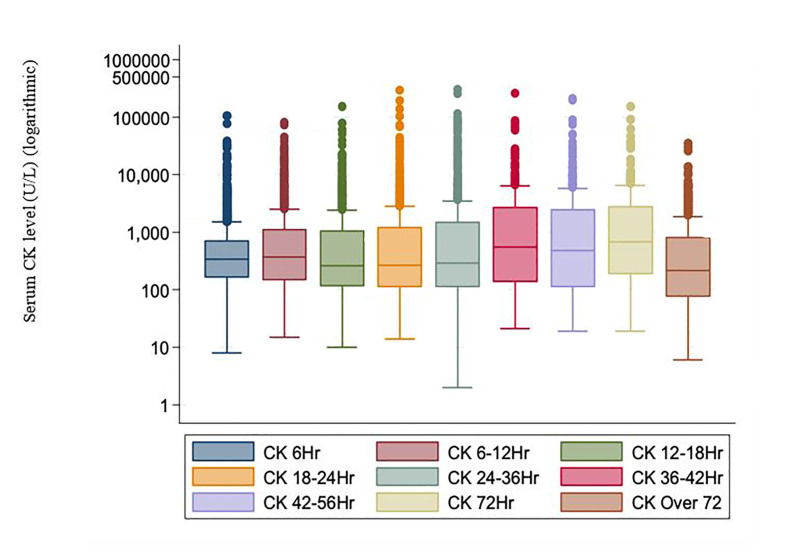 Serum CK level (U/L) (logarithmic)
1000000
500000
100000
10,000
1,000
100
10
1
CK 6Hr CK 6-12Hr CK 12-18Hr
CK 18-24Hr CK 24-36Hr CK 36-42Hr
CK 42-56Hr CK 72Hr CK Over 72